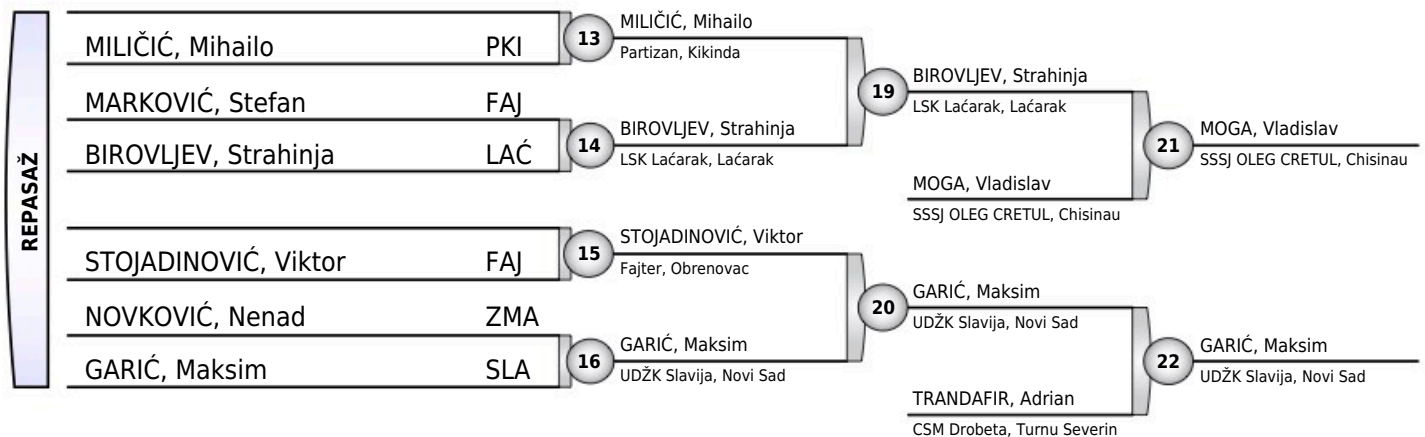 REPASAŽ
MILIČIĆ, Mihailo PKI
MARKOVIĆ, Stefan FAJ
BIROVLJEV, Strahinja LAĆ
STOJADINOVIĆ, Viktor FAJ
NOVKOVIĆ, Nenad ZMA
GARIĆ, Maksim SLA
13
MILIČIĆ, Mihailo
Partizan, Kikinda
14
BIROVLJEV, Strahinja
LSK Laćarak, Laćarak
15
STOJADINOVIĆ, Viktor
Fajter, Obrenovac
16
GARIĆ, Maksim
UDŽK Slavija, Novi Sad
19
BIROVLJEV, Strahinja
LSK Laćarak, Laćarak
MOGA, Vladislav
SSSJ OLEG CRETUL, Chisinau
20
GARIĆ, Maksim
UDŽK Slavija, Novi Sad
TRANDAFIR, Adrian
CSM Drobeta, Turnu Severin
21
MOGA, Vladislav
SSSJ OLEG CRETUL, Chisinau
22
GARIĆ, Maksim
UDŽK Slavija, Novi Sad